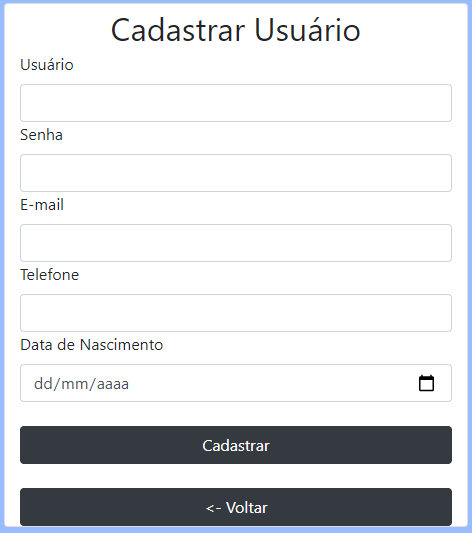 Cadastrar Usuário
Usuário
Senha
E-mail
Telefone
Data de Nascimento
dd/mm/aaaa
Cadastrar
<- Voltar